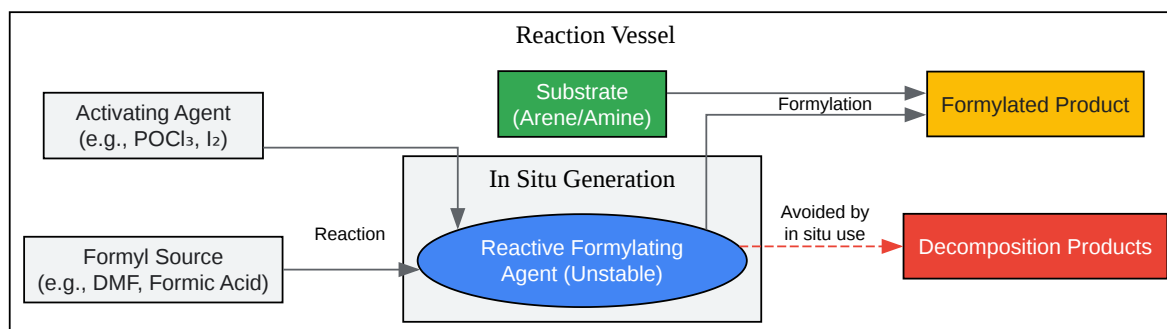 Reaction Vessel
Activating Agent
(e.g., POCl₃, I₂)
Substrate
(Arene/Amine)
Formylation
Formylated Product
In Situ Generation
Formyl Source
(e.g., DMF, Formic Acid)
Reaction
Reactive Formylating
Agent (Unstable)
Avoided by
in situ use
Decomposition Products